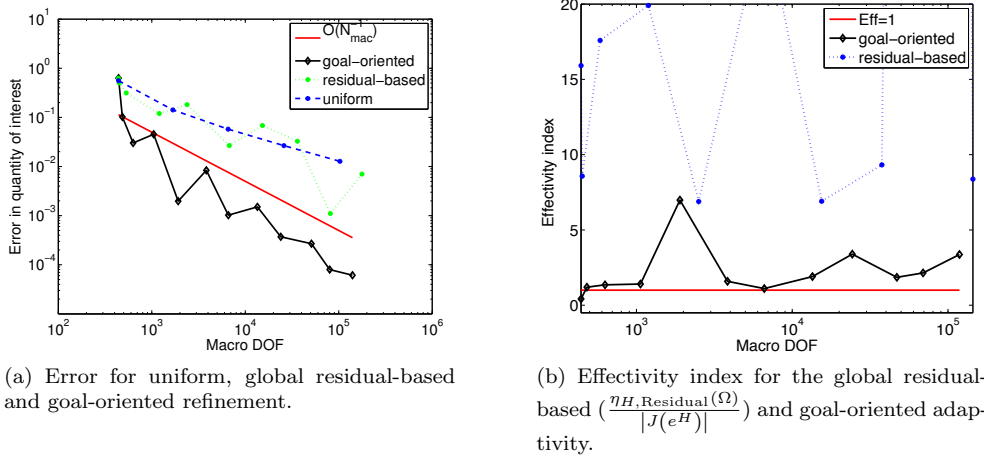 10^0
10^-1
10^-2
10^-3
10^-4
10^2
10^3
10^4
10^5
10^6
Error in quantity of interest
Macro DOF
O(N_mac^-1)
goal-oriented
residual-based
uniform
(a) Error for uniform, global residual-based
and goal-oriented refinement.
20
15
10
5
0
10^3
10^4
10^5
Effectivity index
Macro DOF
Eff=1
goal-oriented
residual-based
(b) Effectivity index for the global residual-
based (η_{H,Residual}(Ω) / |J(e^H)|) and goal-oriented adap-
tivity.